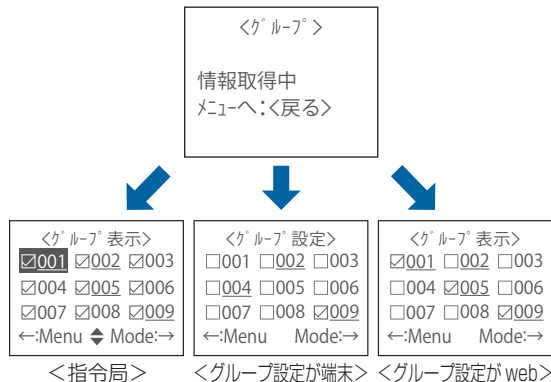 <ｸﾞﾙｰﾌﾟ>
情報取得中
ﾒﾆｭｰへ:<戻る>
<ｸﾞﾙｰﾌﾟ表示>
☑001 ☑002 ☑003
☑004 ☑005 ☑006
☑007 ☑008 ☑009
←:Menu ◆ Mode:→
＜指令局＞
<ｸﾞﾙｰﾌﾟ設定>
□001 □002 □003
□004 □005 □006
□007 □008 ☑009
←:Menu Mode:→
＜グループ設定が端末＞
<ｸﾞﾙｰﾌﾟ表示>
☑001 □002 □003
□004 ☑005 □006
□007 □008 ☑009
←:Menu Mode:→
＜グループ設定が web＞